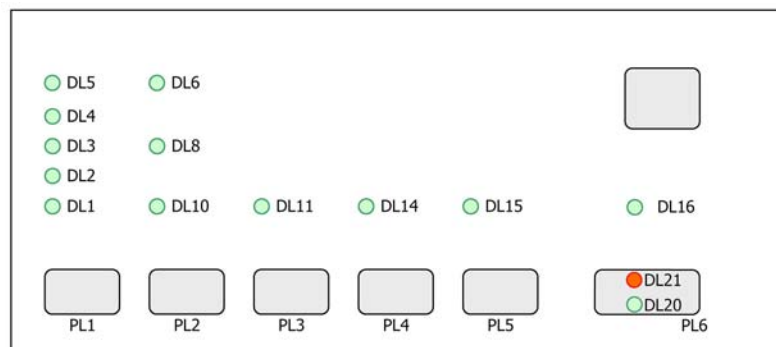 DL5 DL6
DL4
DL3 DL8
DL2
DL1 DL10 DL11 DL14 DL15 DL16
DL21
DL20
PL1 PL2 PL3 PL4 PL5 PL6